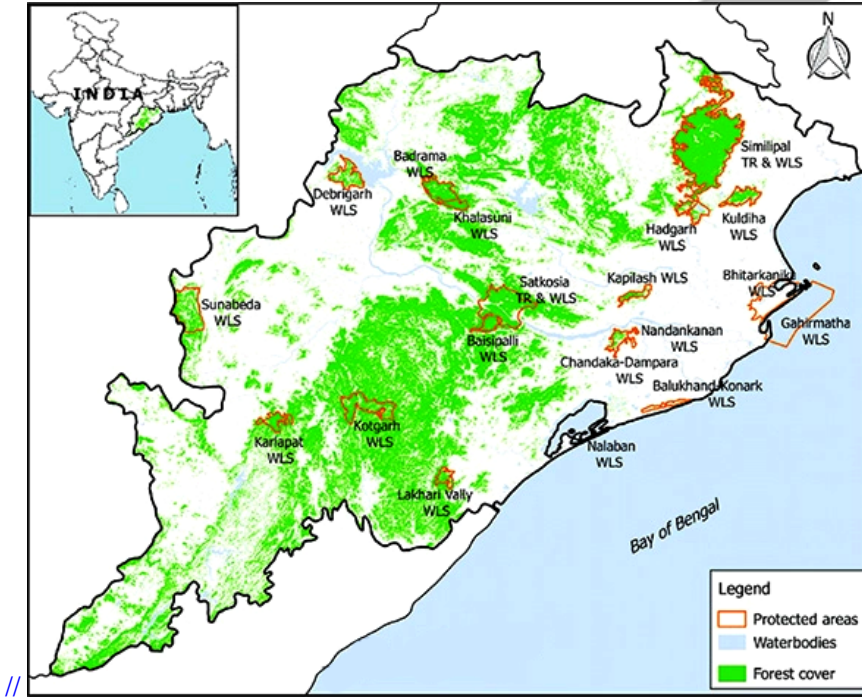 INDIA
N
Similipal
TR & WLS
Badrama
WLS
Debrigarh
WLS
Khalasuni
WLS
Hadgarh
WLS
Kuldiha
WLS
Sunabeda
WLS
Satkosia
TR & WLS
Kapilash WLS
Bhitarkanika
WLS
Gahirmatha
WLS
Baisipalli
WLS
Nandankanan
WLS
Chandaka-Dampara
WLS
Balukhand-Konark
WLS
Karlapat
WLS
Kotgarh
WLS
Nalaban
WLS
Lakhari Vally
WLS
Bay of Bengal
Legend
Protected areas
Waterbodies
Forest cover
//